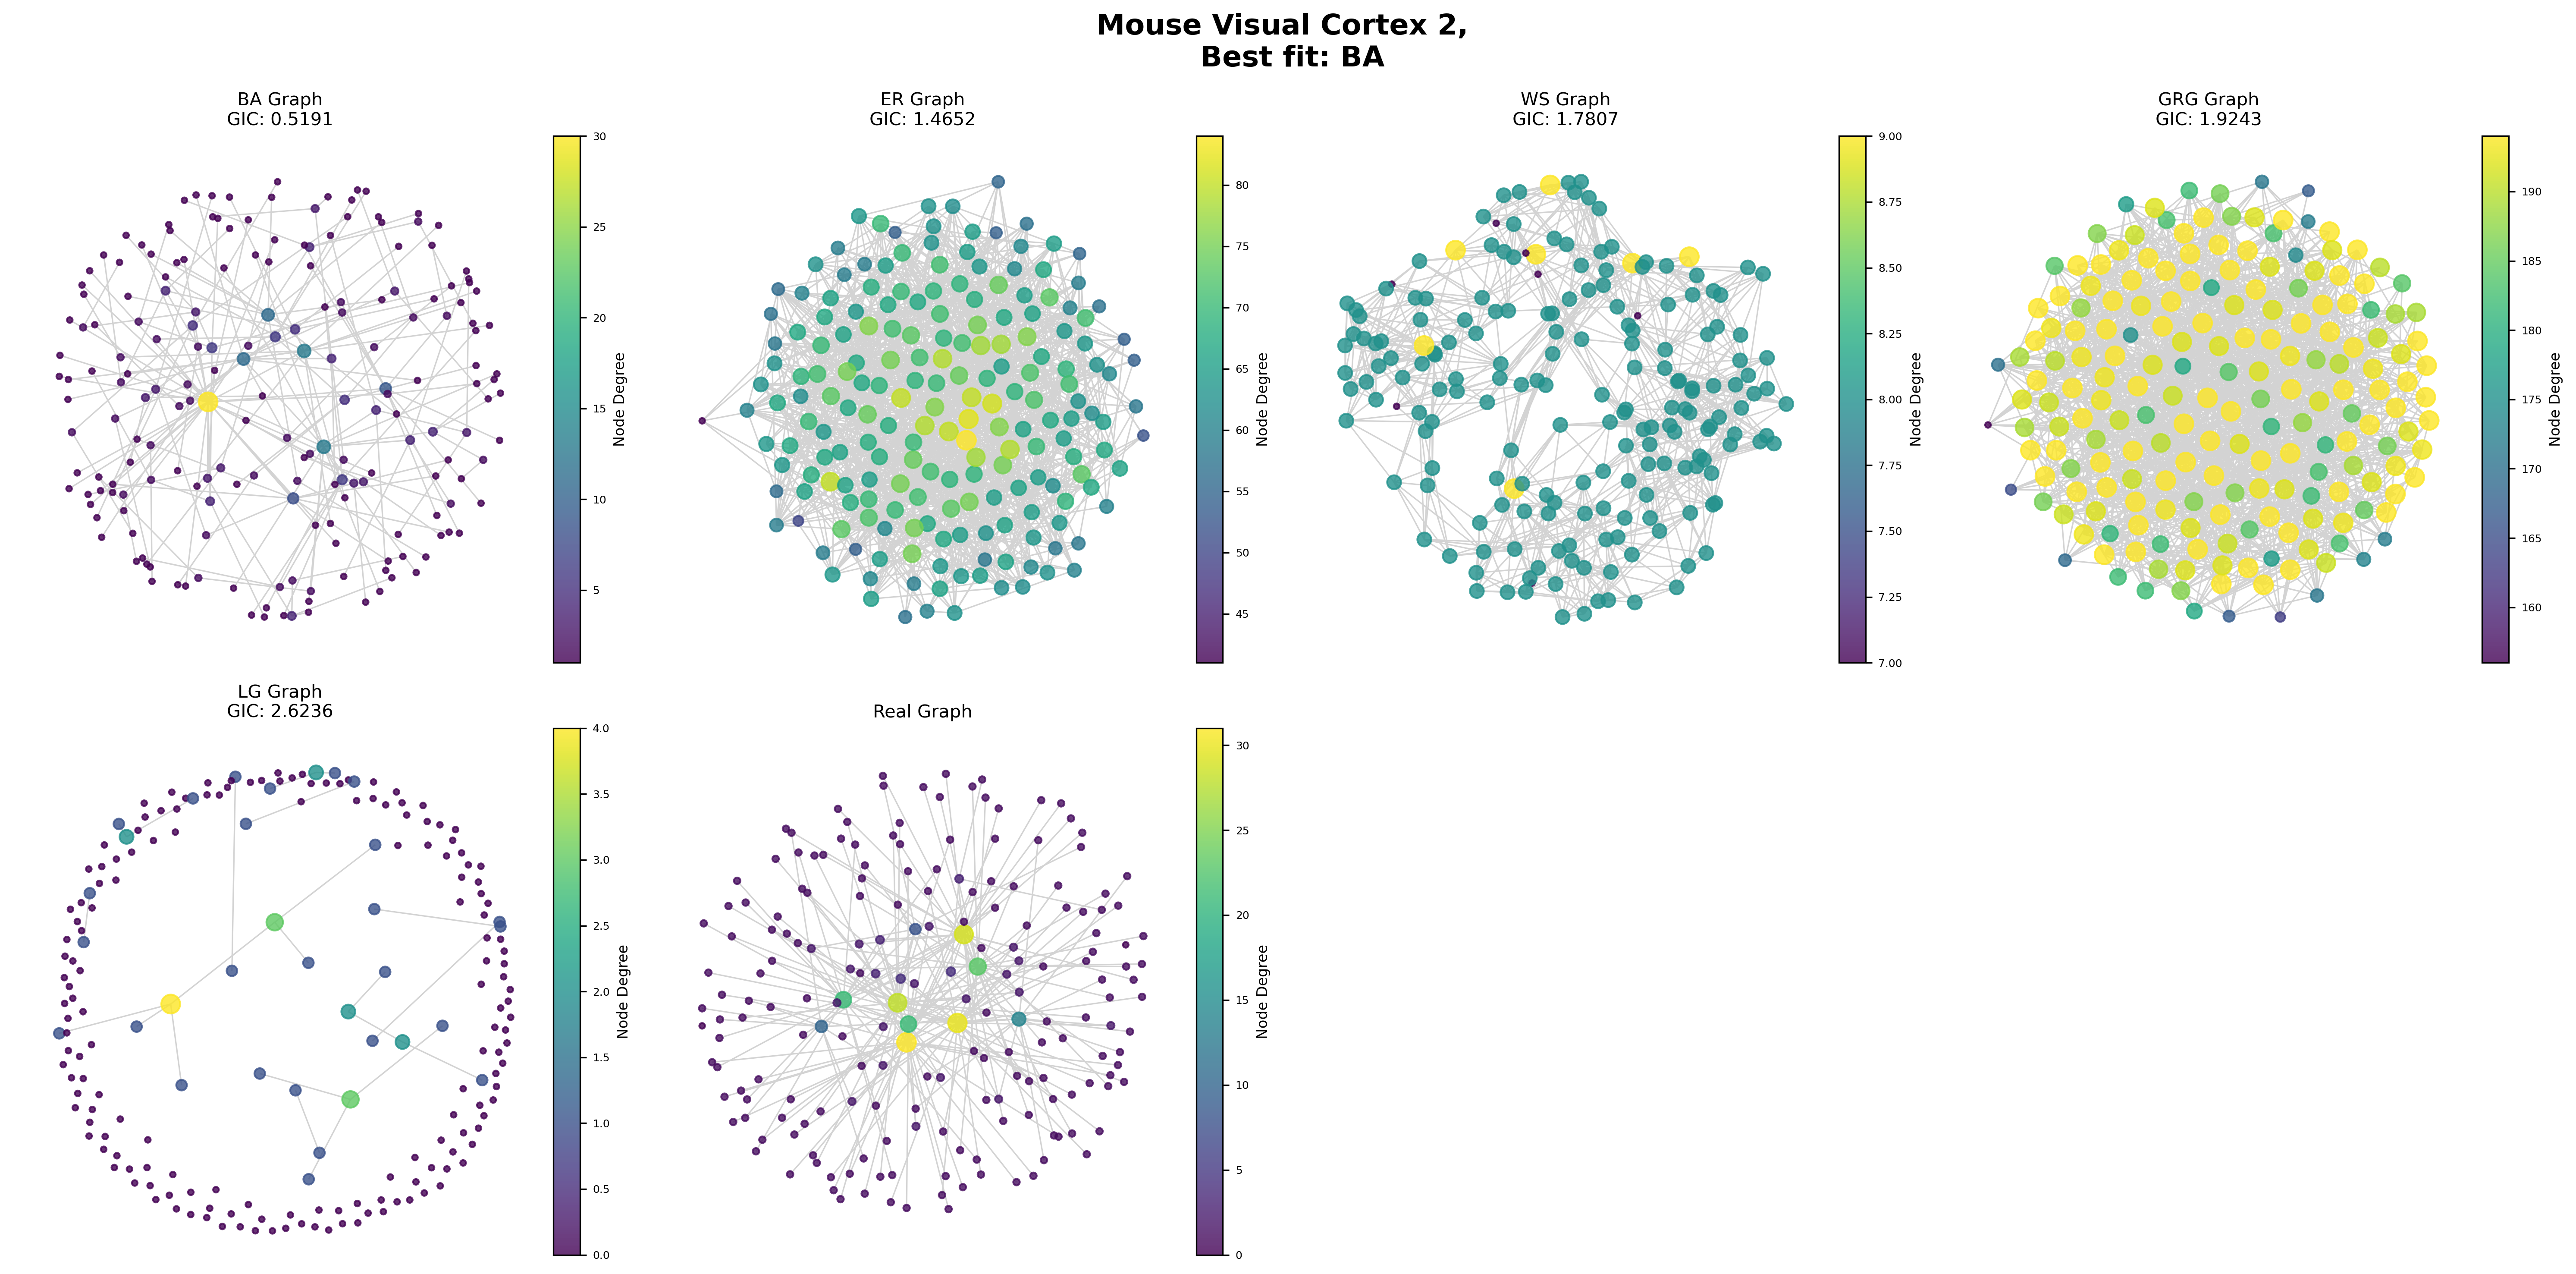 Mouse Visual Cortex 2,
Best fit: BA
BA Graph
GIC: 0.5191
30
25
20
15
10
5
Node Degree
ER Graph
GIC: 1.4652
80
75
70
65
60
55
50
45
Node Degree
WS Graph
GIC: 1.7807
9.00
8.75
8.50
8.25
8.00
7.75
7.50
7.25
7.00
Node Degree
GRG Graph
GIC: 1.9243
190
185
180
175
170
165
160
Node Degree
LG Graph
GIC: 2.6236
4.0
3.5
3.0
2.5
2.0
1.5
1.0
0.5
0.0
Node Degree
Real Graph
30
25
20
15
10
5
0
Node Degree